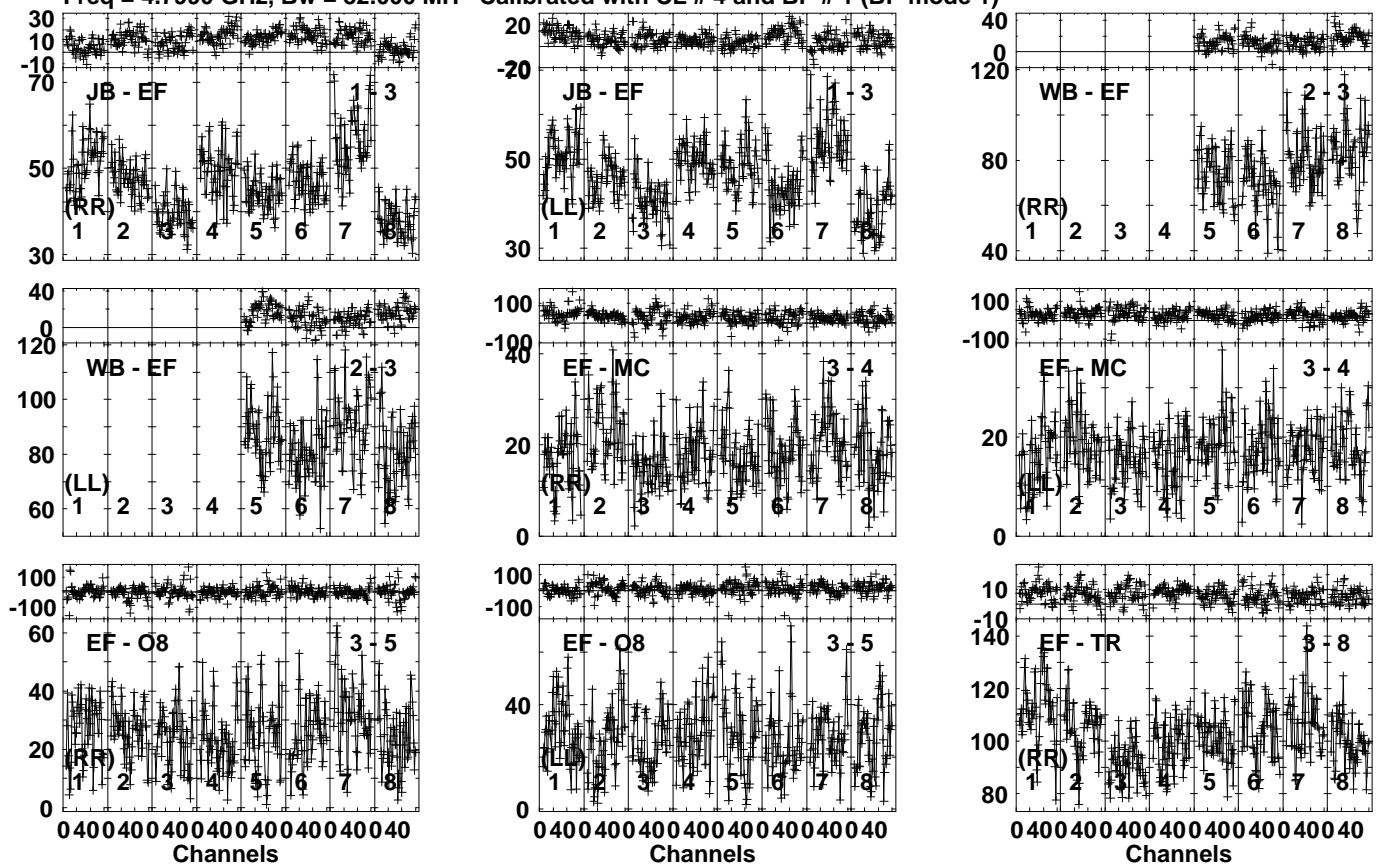 Calibrated with CL # 4 and BP # 1 (BP mode 1)
30 10 -10 20 -20 40 0
JB - EF 1 - 3 JB - EF 1 - 3 WB - EF 2 - 3
70 50 30 70 50 30 120 80 40
(RR) (LL) (RR)
1 2 3 4 5 6 7 8 1 2 3 4 5 6 7 8 1 2 3 4 5 6 7 8
40 0 100 -100 100 -100
WB - EF 2 - 3 EF - MC 3 - 4 EF - MC 3 - 4
120 100 80 60 40 20 0 20 0
(LL) (RR) (LL)
1 2 3 4 5 6 7 8 1 2 3 4 5 6 7 8 1 2 3 4 5 6 7 8
100 -100 100 -100 10 -10
EF - O8 3 - 5 EF - O8 3 - 5 EF - TR 3 - 8
60 40 20 0 40 20 0 140 120 100 80
(RR) (LL) (RR)
1 2 3 4 5 6 7 8 1 2 3 4 5 6 7 8 1 2 3 4 5 6 7 8
0 40 0 40 0 40 0 40 0 40 0 40 0 40 0 40 0 40 0 40 0 40 0 40 0 40 0 40 0 40 0 40 0 40 0 40 0 40 0 40 0 40 0 40 0 40 0 40
Channels Channels Channels